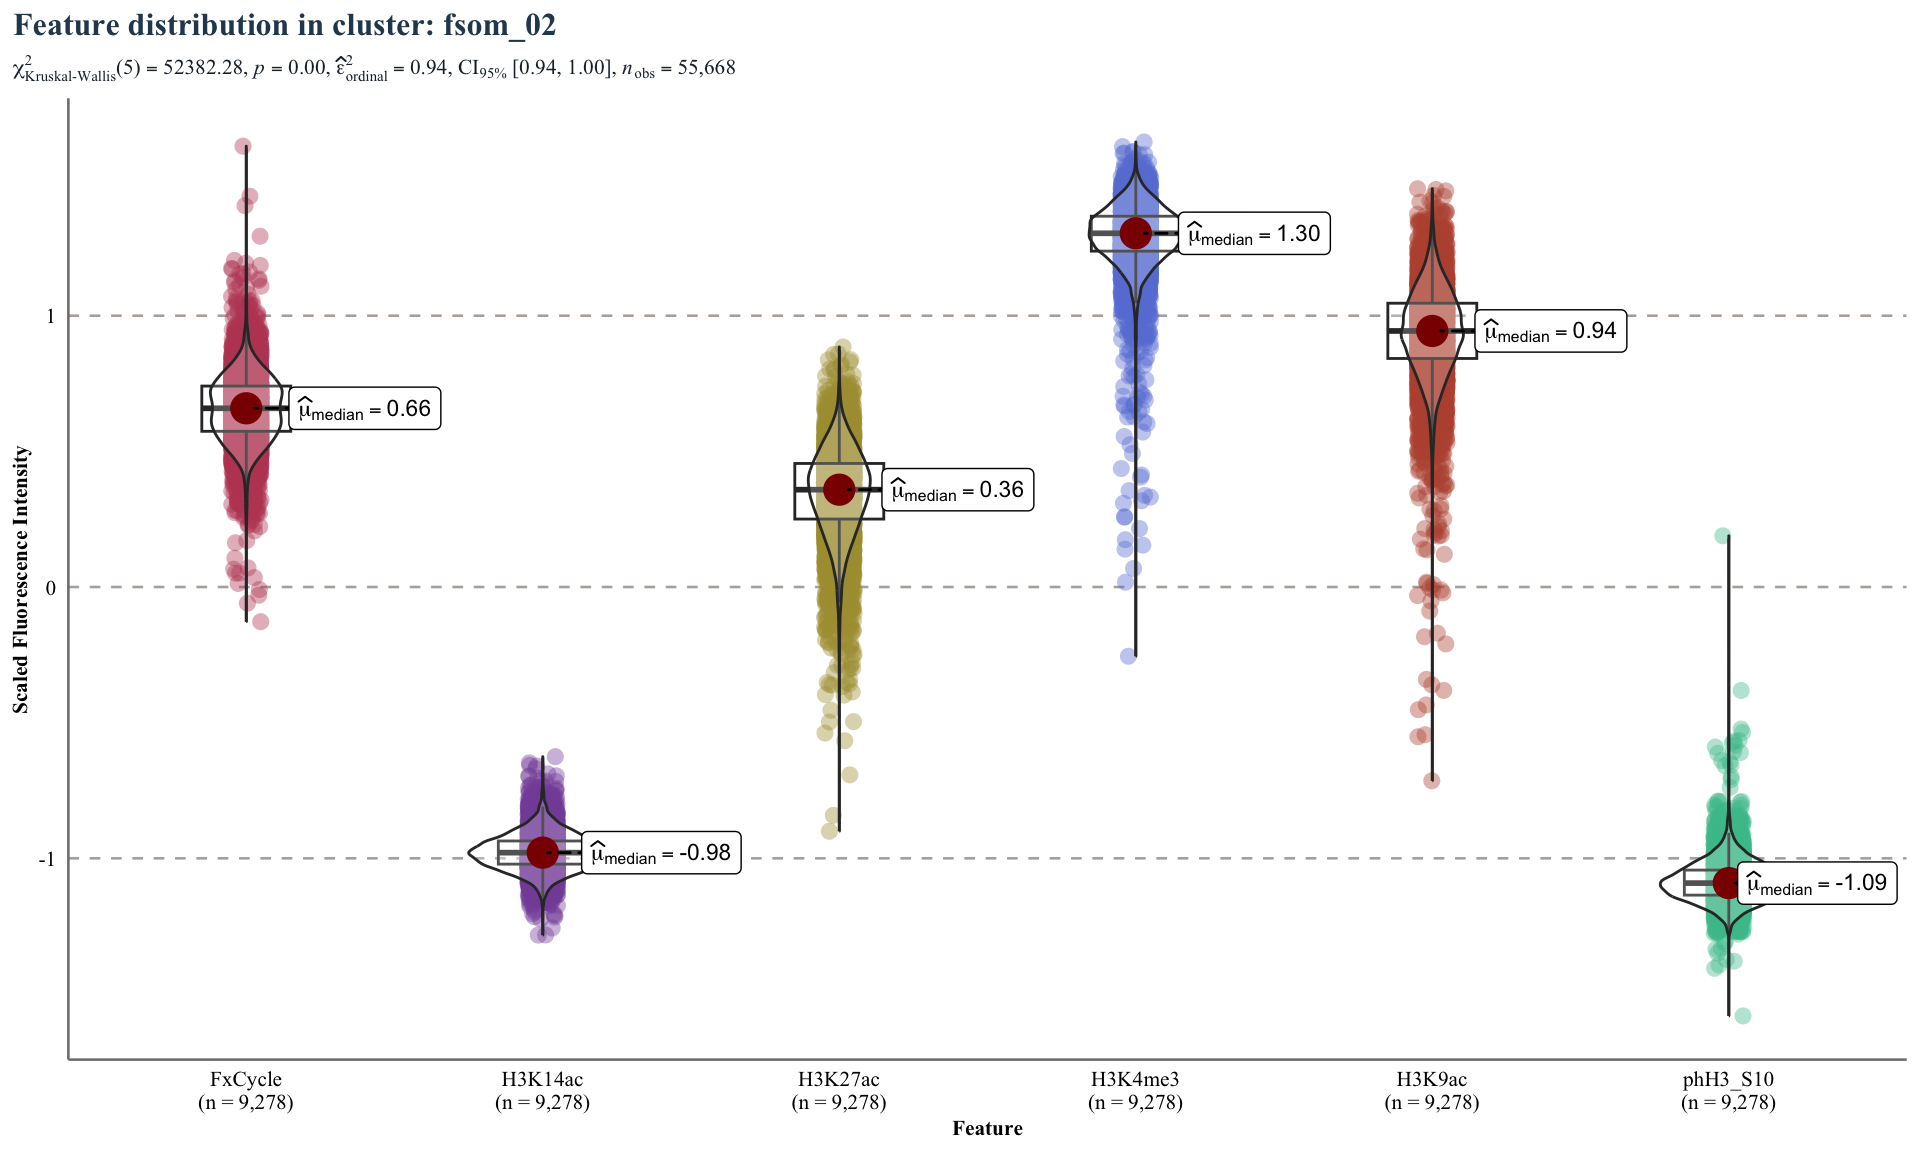 Feature distribution in cluster: fsom_02
χ²Kruskal-Wallis(5) = 52382.28, p = 0.00, ε̂²ordinal = 0.94, CI95% [0.94, 1.00], nobs = 55,668
Scaled Fluorescence Intensity
1
0
-1
μ̂median = 0.66
μ̂median = -0.98
μ̂median = 0.36
μ̂median = 1.30
μ̂median = 0.94
μ̂median = -1.09
FxCycle
(n = 9,278)
H3K14ac
(n = 9,278)
H3K27ac
(n = 9,278)
H3K4me3
(n = 9,278)
H3K9ac
(n = 9,278)
phH3_S10
(n = 9,278)
Feature